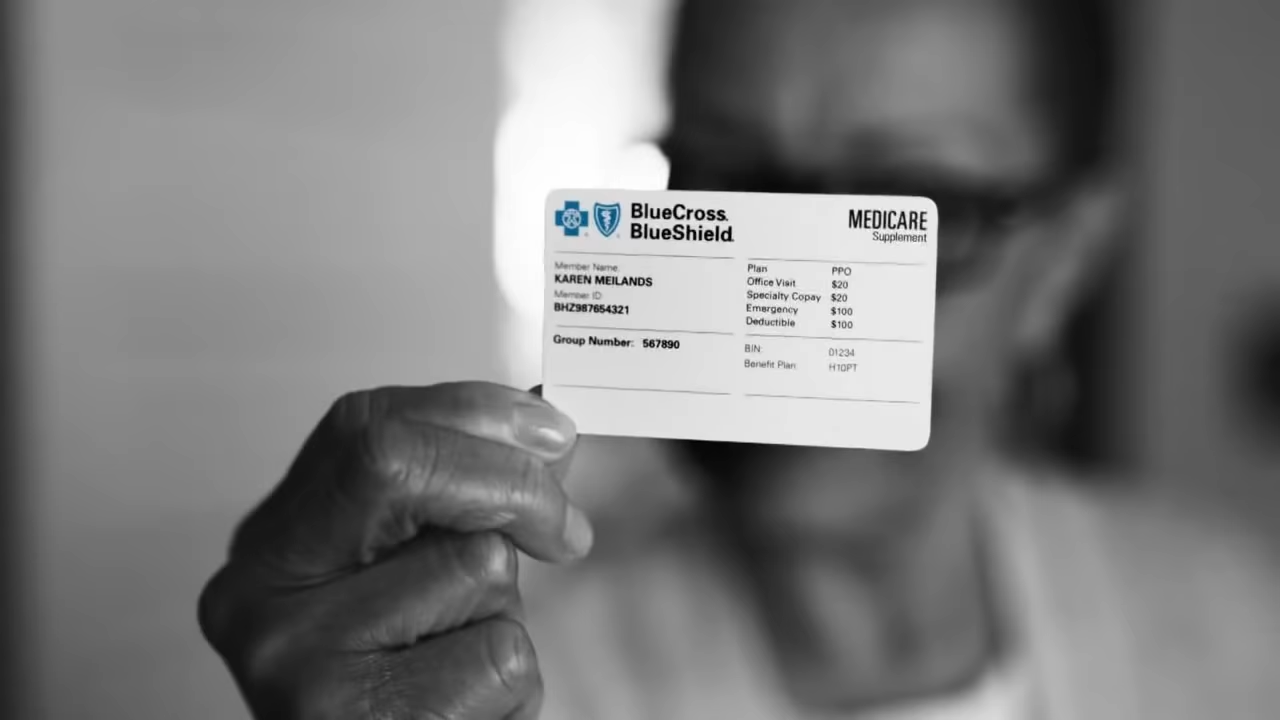 BlueCross
BlueShield
MEDICARE
Supplement
Member Name:
KAREN MEILANDS
Member ID:
BHZ987654321
Group Number: 567890
Plan PPO
Office Visit $20
Specialty Copay $20
Emergency $100
Deductible $100
BIN: 01234
Benefit Plan: H10PT